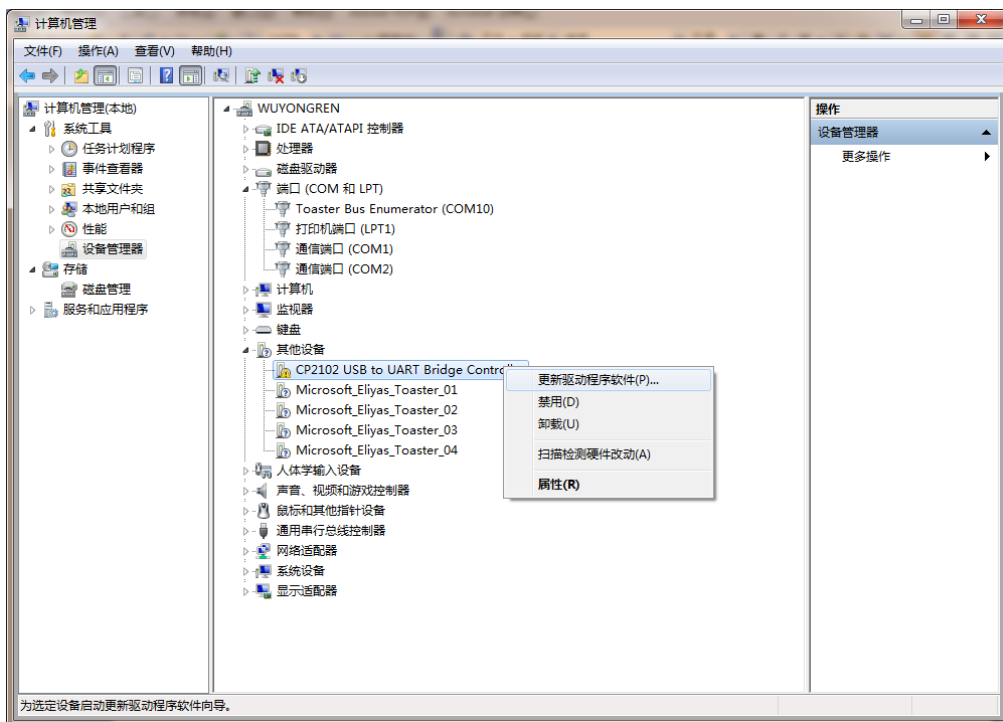 计算机管理
文件(F) 操作(A) 查看(V) 帮助(H)
计算机管理(本地)
系统工具
任务计划程序
事件查看器
共享文件夹
本地用户和组
性能
设备管理器
存储
磁盘管理
服务和应用程序
WUYONGREN
IDE ATA/ATAPI 控制器
处理器
磁盘驱动器
端口 (COM 和 LPT)
Toaster Bus Enumerator (COM10)
打印机端口 (LPT1)
通信端口 (COM1)
通信端口 (COM2)
计算机
监视器
键盘
其他设备
CP2102 USB to UART Bridge Contro
Microsoft_Eliyas_Toaster_01
Microsoft_Eliyas_Toaster_02
Microsoft_Eliyas_Toaster_03
Microsoft_Eliyas_Toaster_04
人体学输入设备
声音、视频和游戏控制器
鼠标和其他指针设备
通用串行总线控制器
网络适配器
系统设备
显示适配器
更新驱动程序软件(P)...
禁用(D)
卸载(U)
扫描检测硬件改动(A)
属性(R)
操作
设备管理器
更多操作
为选定设备启动更新驱动程序软件向导。